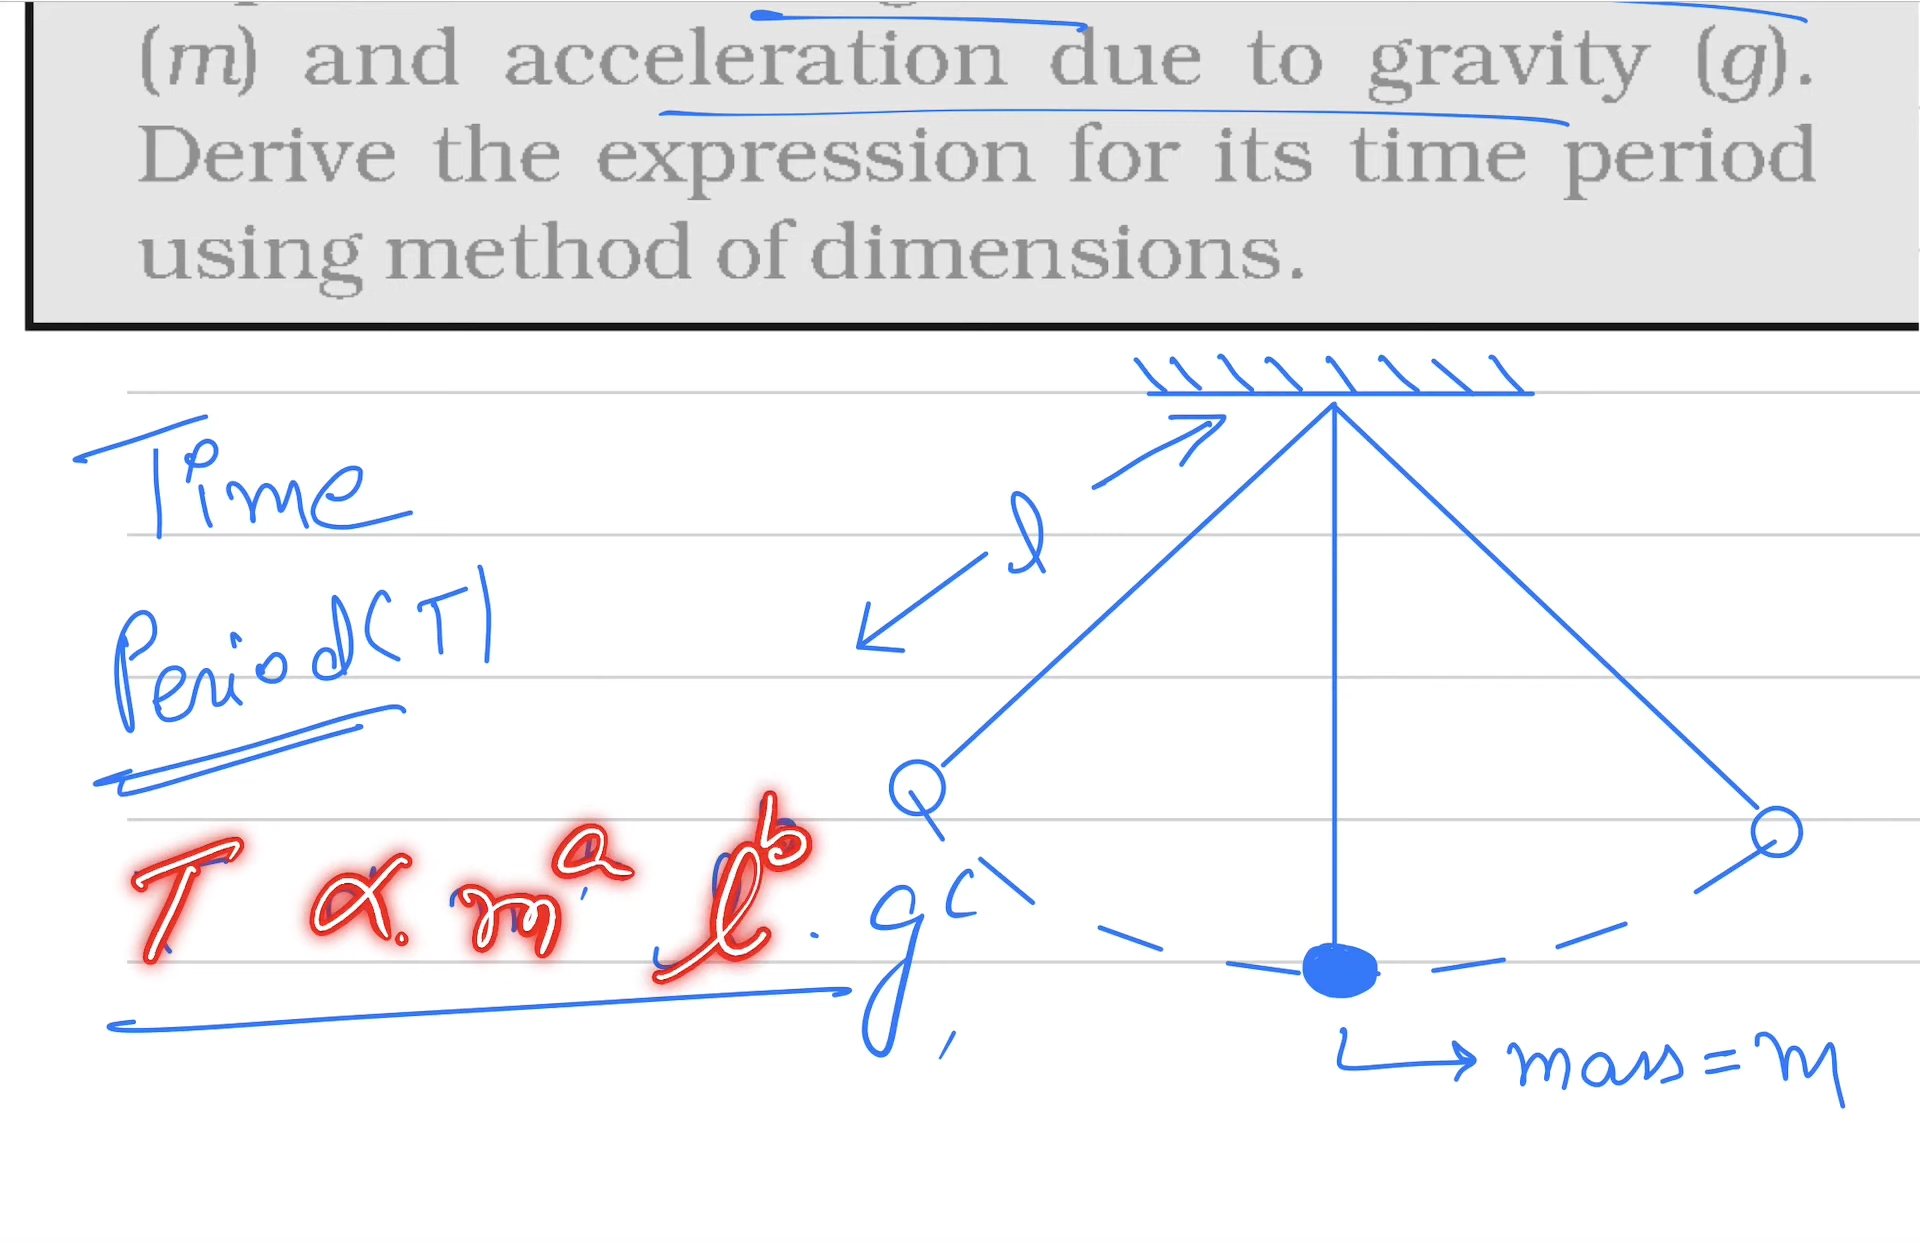 (m) and acceleration due to gravity (g).
Derive the expression for its time period
using method of dimensions.
Time
Period (T)
l
T α. m^a l^b . g^c
mass = m